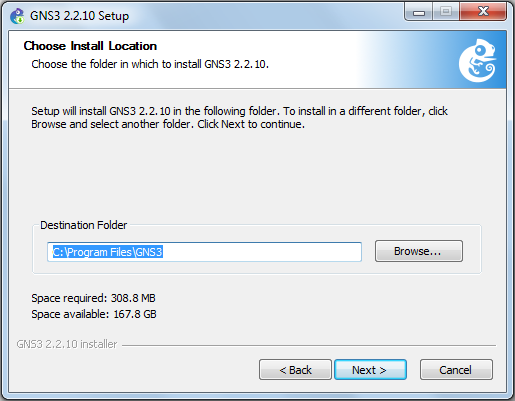 GNS3 2.2.10 Setup
Choose Install Location
Choose the folder in which to install GNS3 2.2.10.
Setup will install GNS3 2.2.10 in the following folder. To install in a different folder, click
Browse and select another folder. Click Next to continue.
Destination Folder
C:\Program Files\GNS3
Browse...
Space required: 308.8 MB
Space available: 167.8 GB
GNS3 2.2.10 installer
< Back
Next >
Cancel